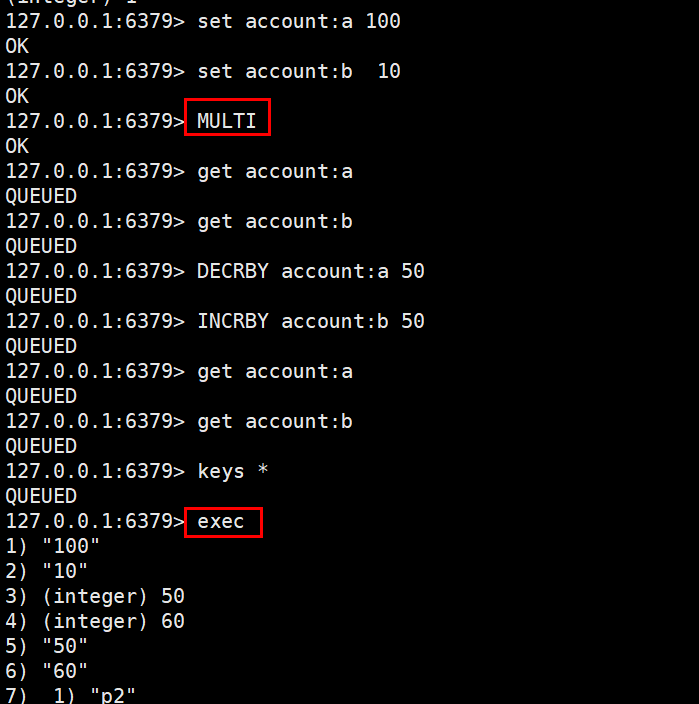 (integer) 1
127.0.0.1:6379> set account:a 100
OK
127.0.0.1:6379> set account:b  10
OK
127.0.0.1:6379> MULTI
OK
127.0.0.1:6379> get account:a
QUEUED
127.0.0.1:6379> get account:b
QUEUED
127.0.0.1:6379> DECRBY account:a 50
QUEUED
127.0.0.1:6379> INCRBY account:b 50
QUEUED
127.0.0.1:6379> get account:a
QUEUED
127.0.0.1:6379> get account:b
QUEUED
127.0.0.1:6379> keys *
QUEUED
127.0.0.1:6379> exec
1) "100"
2) "10"
3) (integer) 50
4) (integer) 60
5) "50"
6) "60"
7)  1) "p2"